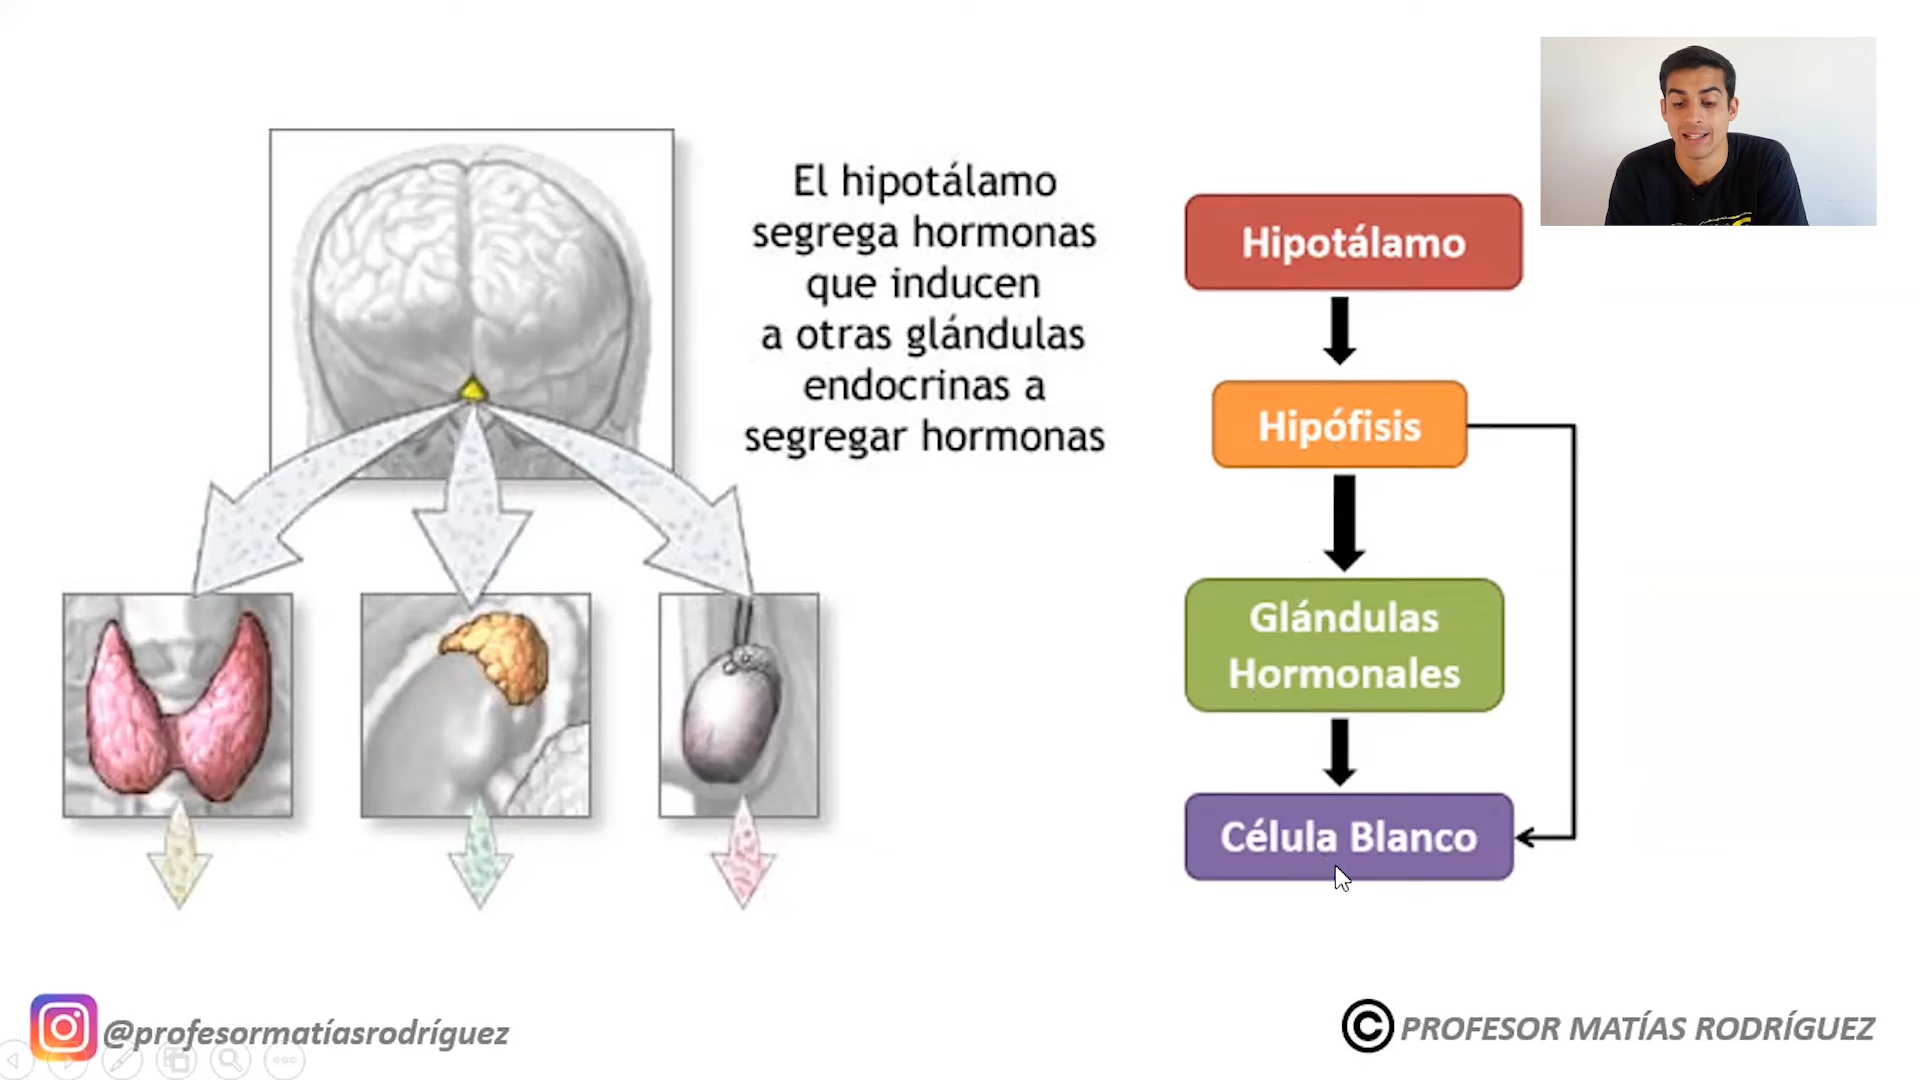 El hipotálamo
segrega hormonas
que inducen
a otras glándulas
endocrinas a
segregar hormonas
Hipotálamo
Hipófisis
Glándulas
Hormonales
Célula Blanco
@profesormatíasrodríguez
© PROFESOR MATÍAS RODRÍGUEZ